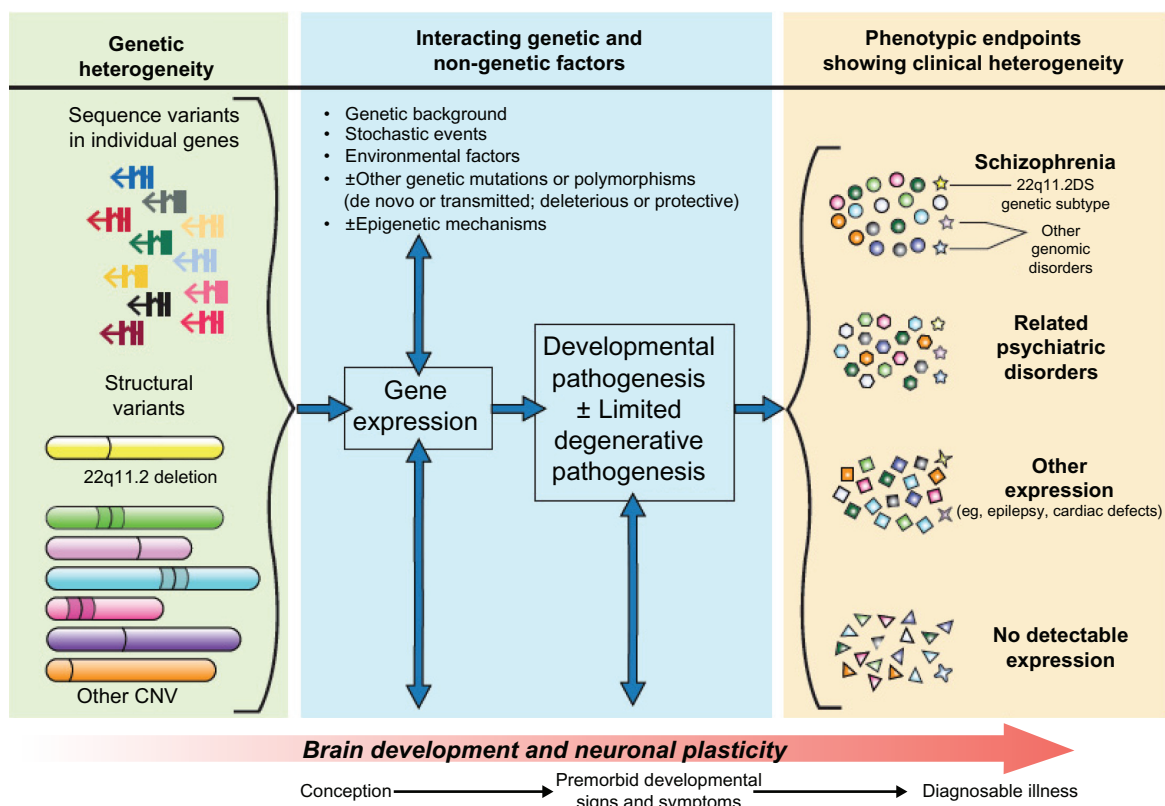 Genetic
heterogeneity
Sequence variants
in individual genes
Structural
variants
22q11.2 deletion
Other CNV
Interacting genetic and
non-genetic factors
• Genetic background
• Stochastic events
• Environmental factors
• ±Other genetic mutations or polymorphisms
(de novo or transmitted; deleterious or protective)
• ±Epigenetic mechanisms
Gene
expression
Developmental
pathogenesis
± Limited
degenerative
pathogenesis
Phenotypic endpoints
showing clinical heterogeneity
Schizophrenia
22q11.2DS
genetic subtype
Other
genomic
disorders
Related
psychiatric
disorders
Other
expression
(eg, epilepsy, cardiac defects)
No detectable
expression
Brain development and neuronal plasticity
Conception
Premorbid developmental
signs and symptoms
Diagnosable illness